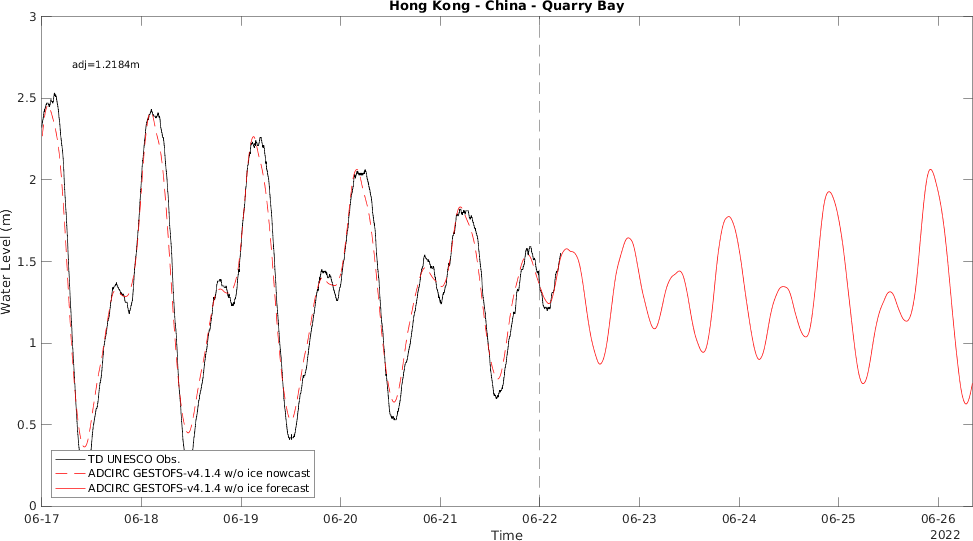 Hong Kong - China - Quarry Bay
3
adj=1.2184m
2.5
2
1.5
1
0.5
0
Water Level (m)
TD UNESCO Obs.
ADCIRC GESTOFS-v4.1.4 w/o ice nowcast
ADCIRC GESTOFS-v4.1.4 w/o ice forecast
06-17 06-18 06-19 06-20 06-21 06-22 06-23 06-24 06-25 06-26
2022
Time